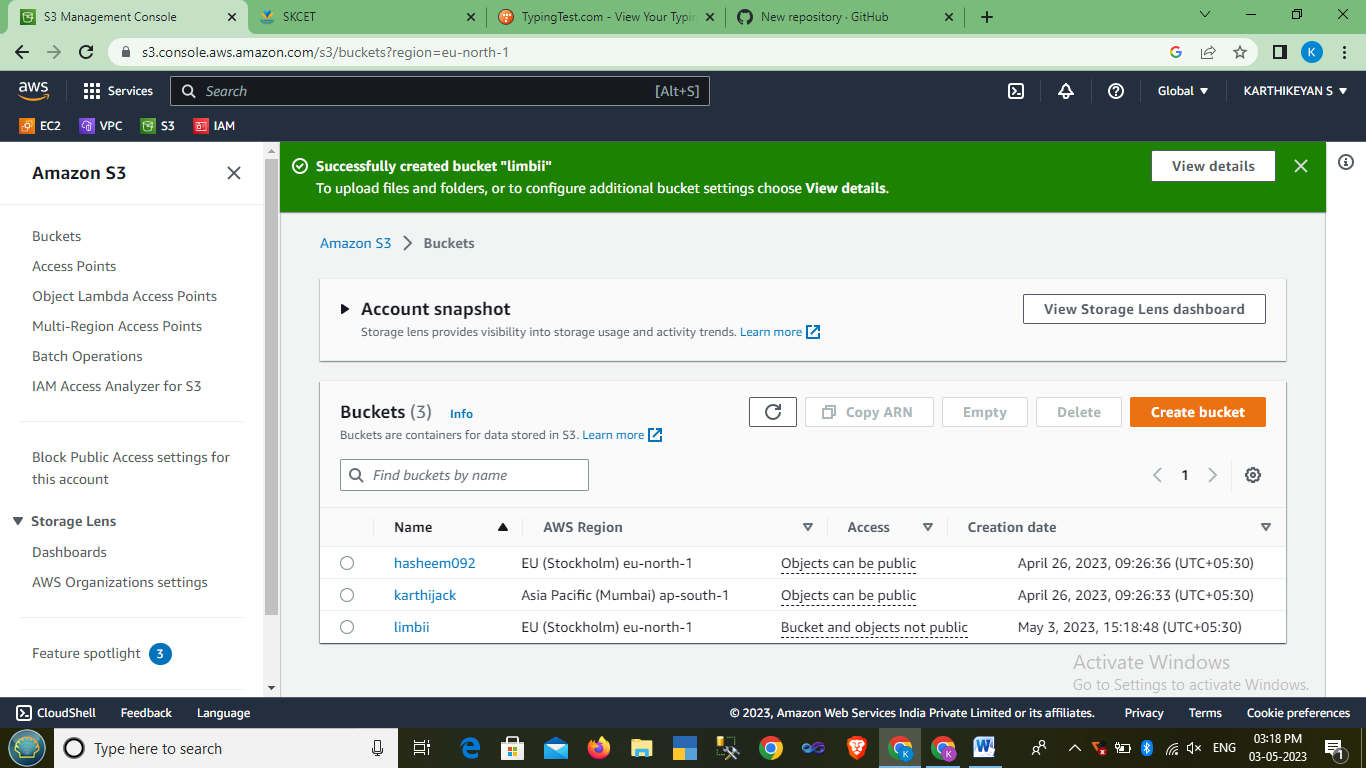 S3 Management Console
SKCET
TypingTest.com - View Your Typin
New repository · GitHub
s3.console.aws.amazon.com/s3/buckets?region=eu-north-1
K
aws
Services
Search
[Alt+S]
Global
KARTHIKEYAN S
EC2
VPC
S3
IAM
Amazon S3
Buckets
Access Points
Object Lambda Access Points
Multi-Region Access Points
Batch Operations
IAM Access Analyzer for S3
Block Public Access settings for
this account
Storage Lens
Dashboards
AWS Organizations settings
Feature spotlight 3
Successfully created bucket "limbii"
To upload files and folders, or to configure additional bucket settings choose View details.
View details
Amazon S3
Buckets
Account snapshot
Storage lens provides visibility into storage usage and activity trends. Learn more
View Storage Lens dashboard
Buckets (3) Info
Buckets are containers for data stored in S3. Learn more
Copy ARN
Empty
Delete
Create bucket
Find buckets by name
1
Name AWS Region Access Creation date
hasheem092 EU (Stockholm) eu-north-1 Objects can be public April 26, 2023, 09:26:36 (UTC+05:30)
karthijack Asia Pacific (Mumbai) ap-south-1 Objects can be public April 26, 2023, 09:26:33 (UTC+05:30)
limbii EU (Stockholm) eu-north-1 Bucket and objects not public May 3, 2023, 15:18:48 (UTC+05:30)
Activate Windows
Go to Settings to activate Windows.
CloudShell Feedback Language
© 2023, Amazon Web Services India Private Limited or its affiliates. Privacy Terms Cookie preferences
Type here to search
ENG
03:18 PM
03-05-2023
1